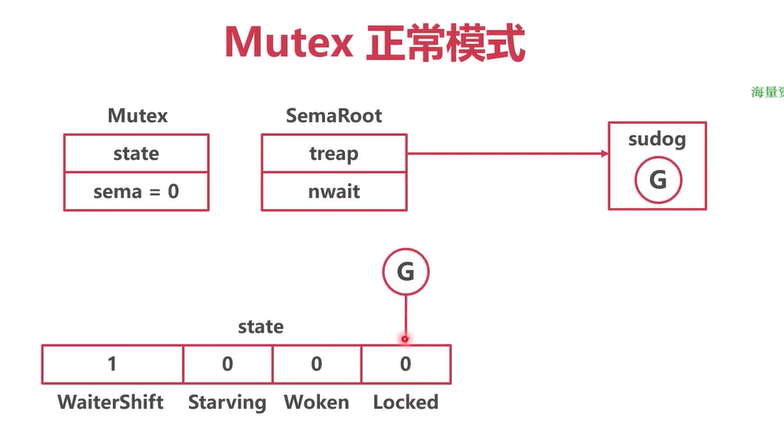 Mutex 正常模式
海量资
Mutex
SemaRoot
state
treap
sudog
G
sema = 0
nwait
G
state
1
0
0
0
WaiterShift
Starving
Woken
Locked